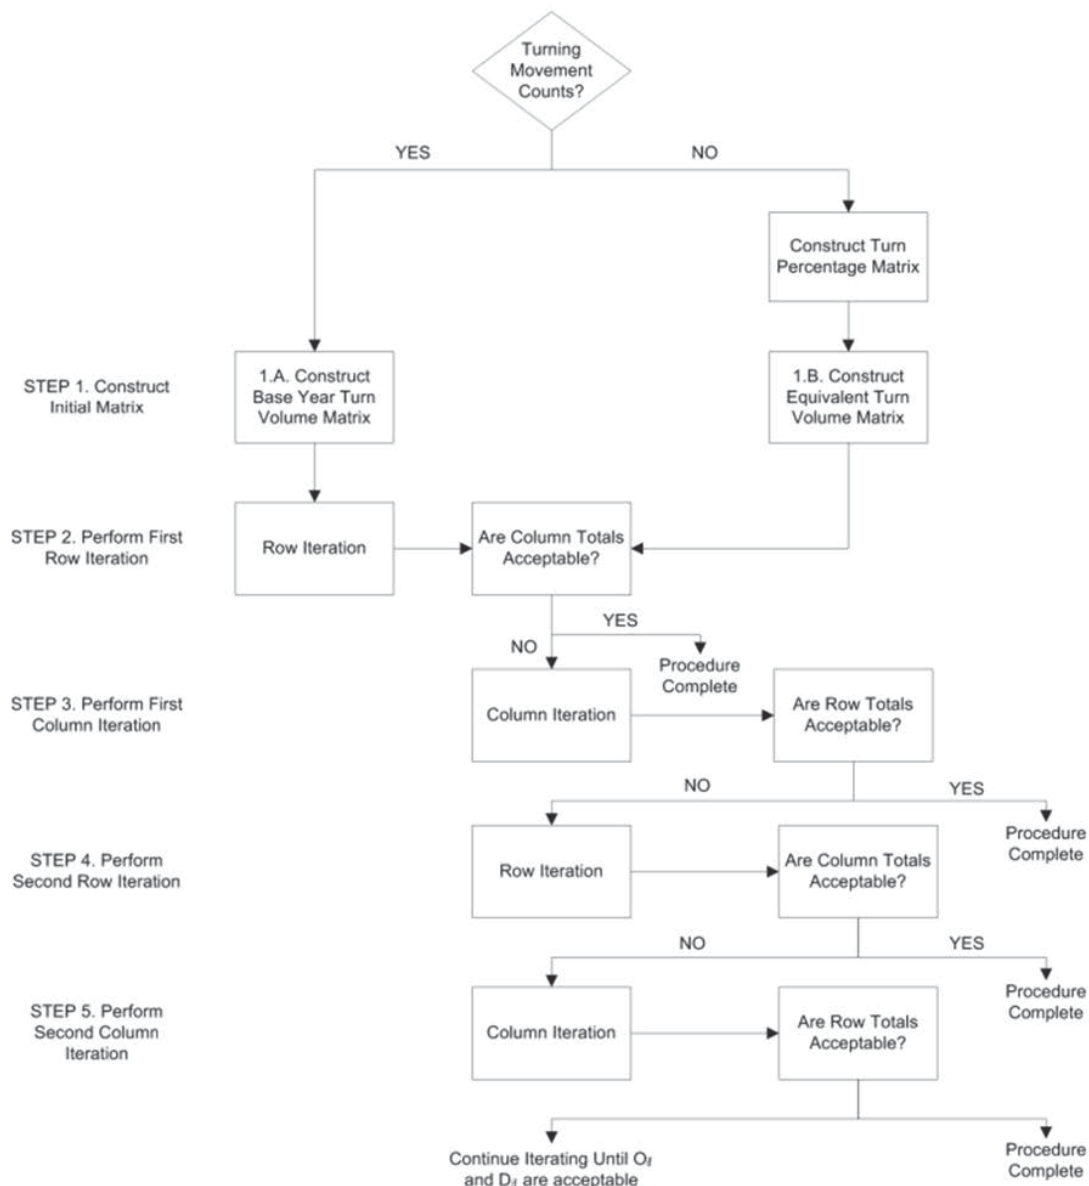 Turning
Movement
Counts?
YES
NO
Construct Turn
Percentage Matrix
STEP 1. Construct
Initial Matrix
1.A. Construct
Base Year Turn
Volume Matrix
1.B. Construct
Equivalent Turn
Volume Matrix
STEP 2. Perform First
Row Iteration
Row Iteration
Are Column Totals
Acceptable?
YES
NO
Procedure
Complete
STEP 3. Perform First
Column Iteration
Column Iteration
Are Row Totals
Acceptable?
NO
YES
Procedure
Complete
STEP 4. Perform
Second Row Iteration
Row Iteration
Are Column Totals
Acceptable?
NO
YES
Procedure
Complete
STEP 5. Perform
Second Column
Iteration
Column Iteration
Are Row Totals
Acceptable?
Continue Iterating Until O
and D are acceptable
Procedure
Complete